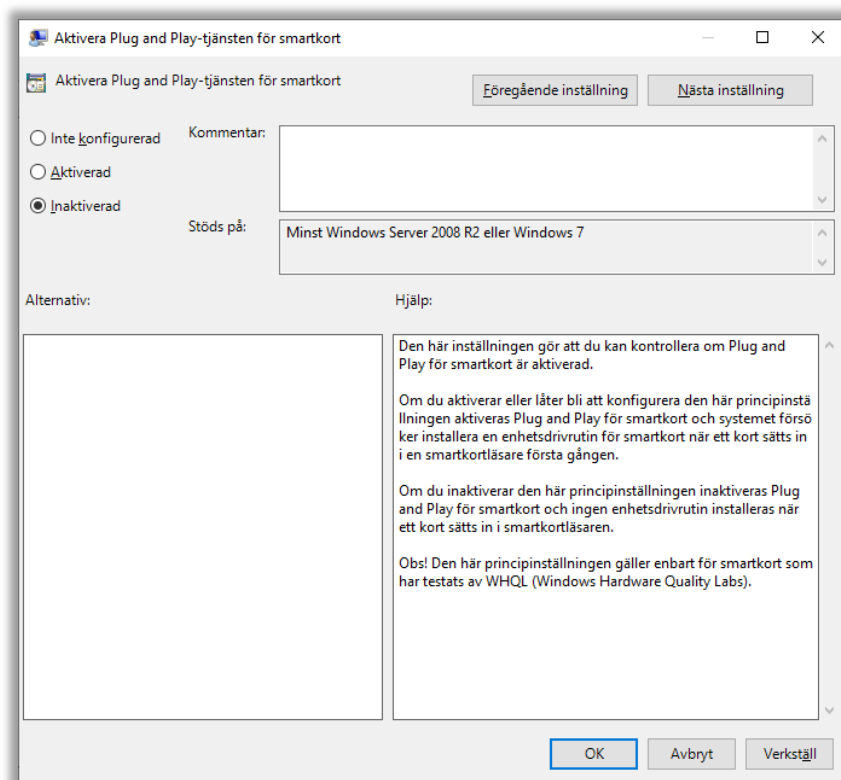 Aktivera Plug and Play-tjänsten för smartkort
Aktivera Plug and Play-tjänsten för smartkort
Föregående inställning
Nästa inställning
Inte konfigurerad
Kommentar:
Aktiverad
Inaktiverad
Stöds på:
Minst Windows Server 2008 R2 eller Windows 7
Alternativ:
Hjälp:
Den här inställningen gör att du kan kontrollera om Plug and
Play för smartkort är aktiverad.
Om du aktiverar eller låter bli att konfigurera den här principinstä
llningen aktiveras Plug and Play för smartkort och systemet försö
ker installera en enhetsdrivrutin för smartkort när ett kort sätts in
i en smartkortläsare första gången.
Om du inaktiverar den här principinställningen inaktiveras Plug
and Play för smartkort och ingen enhetsdrivrutin installeras när
ett kort sätts in i smartkortläsaren.
Obs! Den här principinställningen gäller enbart för smartkort som
har testats av WHQL (Windows Hardware Quality Labs).
OK
Avbryt
Verkställ